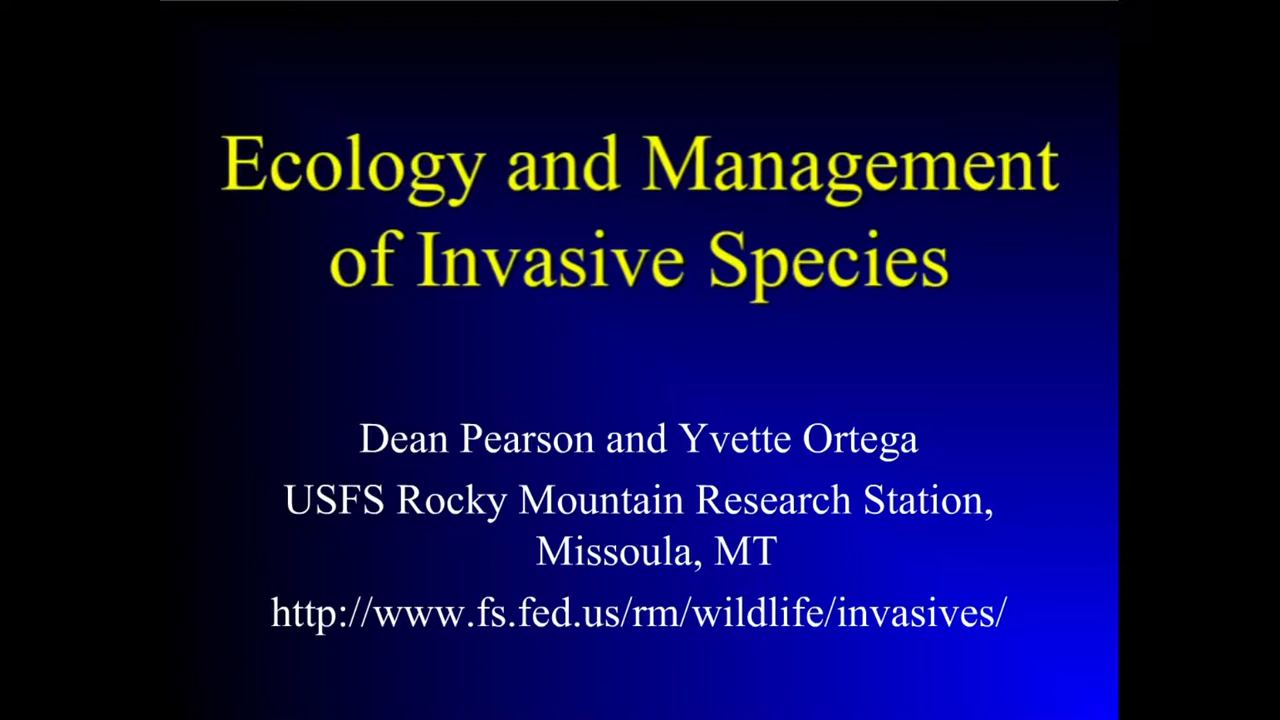 Ecology and Management
of Invasive Species
Dean Pearson and Yvette Ortega
USFS Rocky Mountain Research Station,
Missoula, MT
http://www.fs.fed.us/rm/wildlife/invasives/